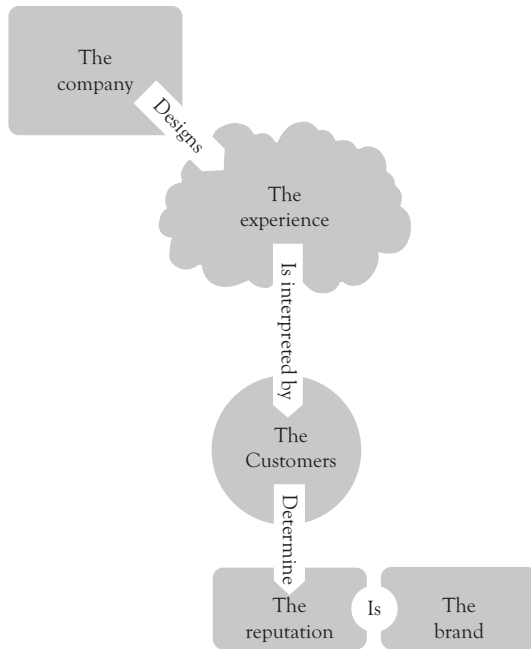 The
company
Designs
The
experience
Is interpreted by
The
Customers
Determine
The
reputation
Is
The
brand